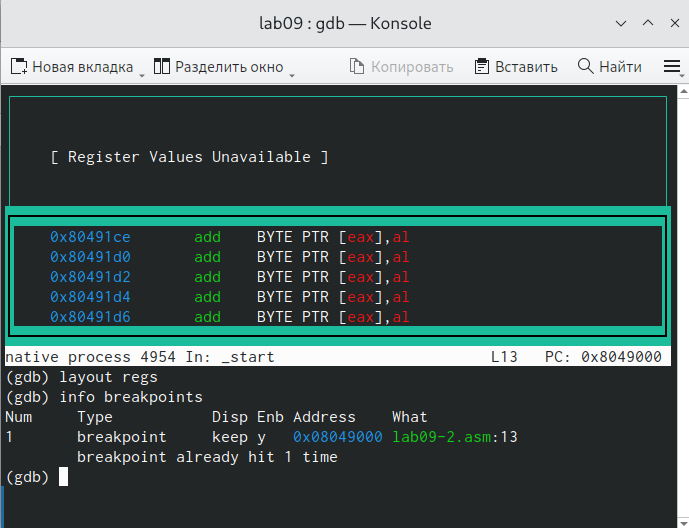 lab09 : gdb — Konsole
Новая вкладка Разделить окно Копировать Вставить Найти
[ Register Values Unavailable ]
0x80491ce add BYTE PTR [eax],al
0x80491d0 add BYTE PTR [eax],al
0x80491d2 add BYTE PTR [eax],al
0x80491d4 add BYTE PTR [eax],al
0x80491d6 add BYTE PTR [eax],al
native process 4954 In: _start L13 PC: 0x8049000
(gdb) layout regs
(gdb) info breakpoints
Num Type Disp Enb Address What
1 breakpoint keep y 0x08049000 lab09-2.asm:13
breakpoint already hit 1 time
(gdb)